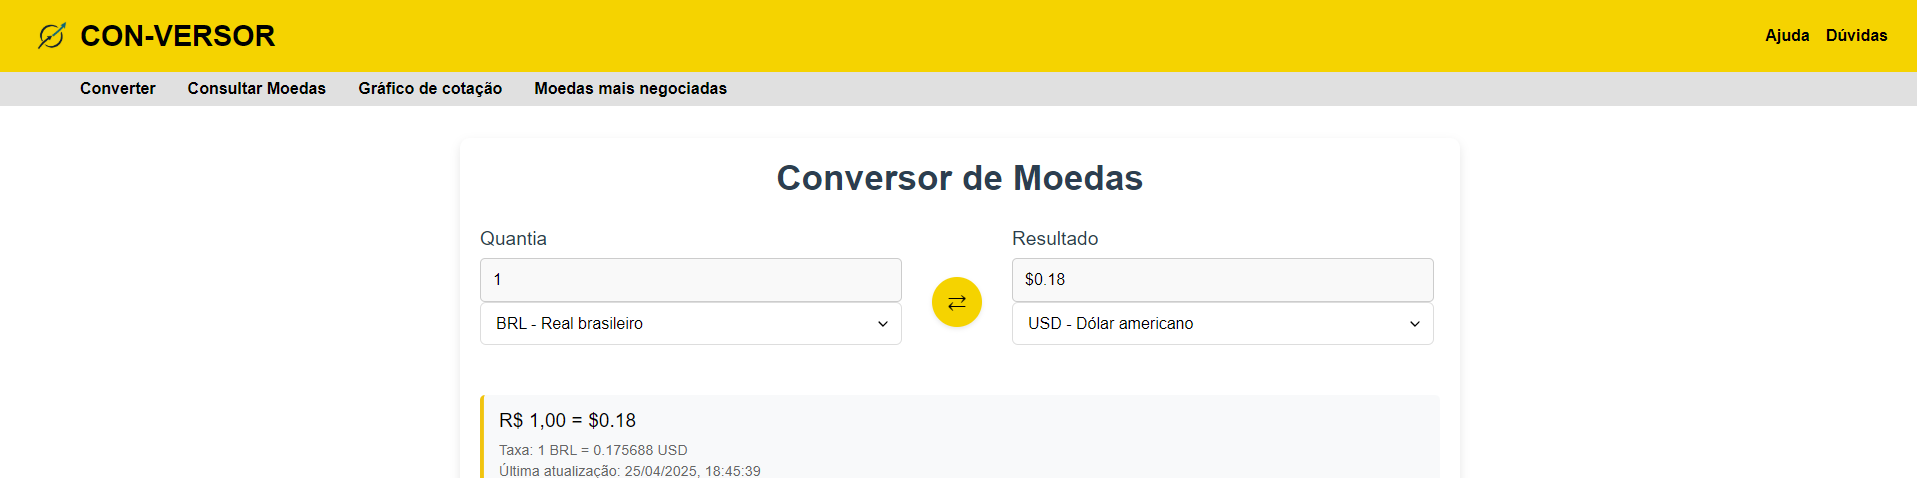 CON-VERSOR
Ajuda Dúvidas
Converter Consultar Moedas Gráfico de cotação Moedas mais negociadas
Conversor de Moedas
Quantia Resultado
1 $0.18
BRL - Real brasileiro USD - Dólar americano
R$ 1,00 = $0.18
Taxa: 1 BRL = 0.175688 USD
Última atualização: 25/04/2025, 18:45:39